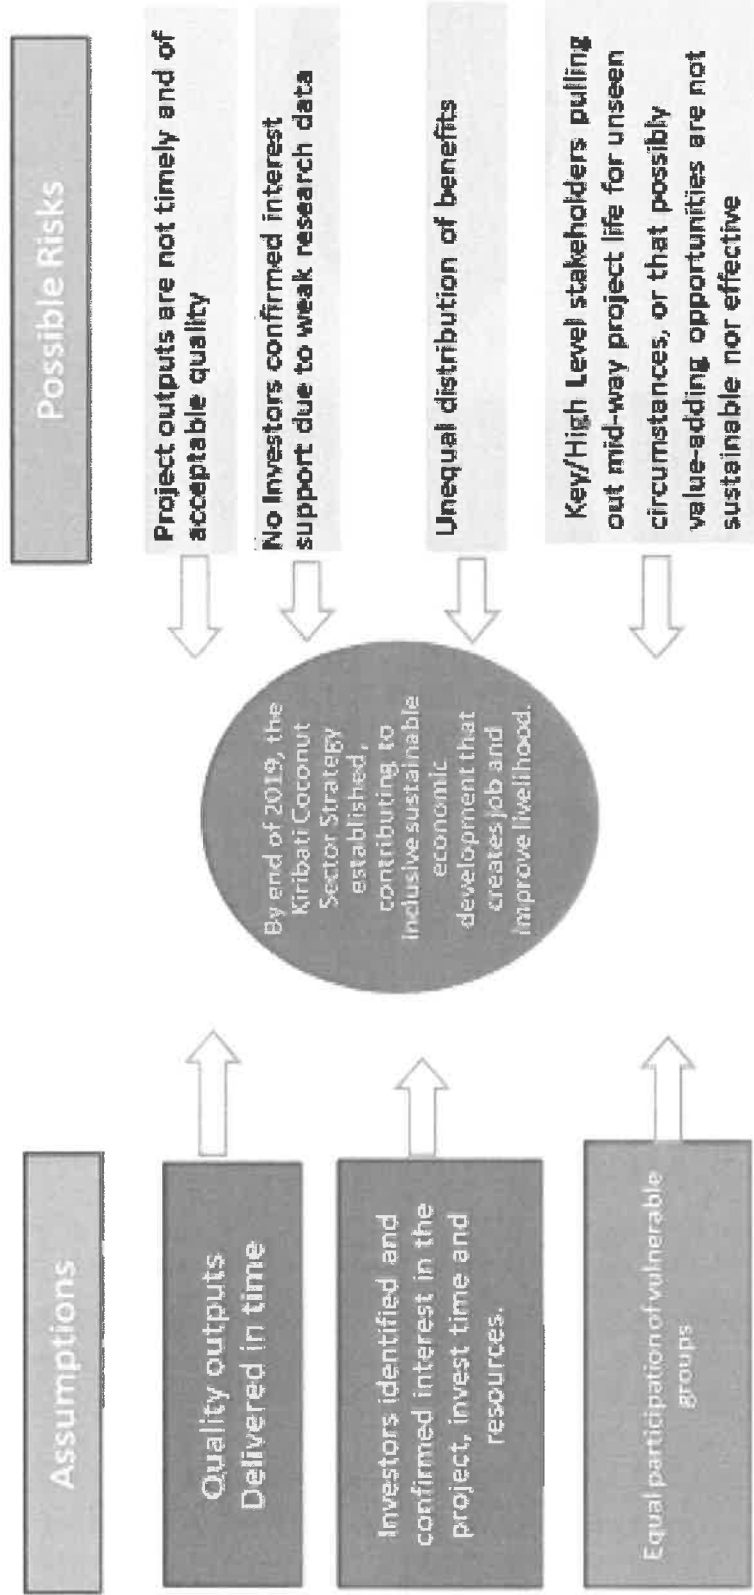 Assumptions
Quality outputs
Delivered in time
Investors identified and
confirmed interest in the
project, invest time and
resources.
Equal participation of vulnerable
groups
By end of 2019, the
Kiribati Coconut
Sector Strategy
established,
contributing to
inclusive sustainable
economic
development that
creates job and
improve livelihood.
Possible Risks
Project outputs are not timely and of
acceptable quality
No Investors confirmed interest
support due to weak research data
Unequal distribution of benefits
Key/High Level stakeholders pulling
out mid-way project life for unseen
circumstances, or that possibly
value-adding opportunities are not
sustainable nor effective